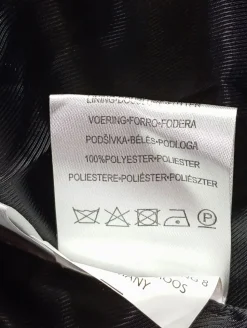 VOERING•FORRO•FODERA
PODŠÍVKA•BÉLÉS•PODLOGA
100%POLYESTER•POLIESTER
POLIESTERE•POLIÉSTER•POLIÉSZTER
P